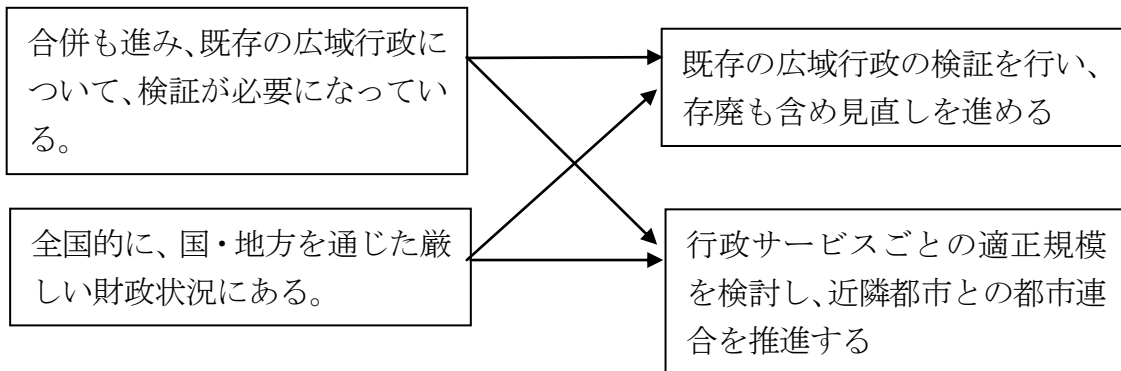 合併も進み、既存の広域行政に
ついて、検証が必要になってい
る。
全国的に、国・地方を通じた厳
しい財政状況にある。
既存の広域行政の検証を行い、
存廃も含め見直しを進める
行政サービスごとの適正規模
を検討し、近隣都市との都市連
合を推進する